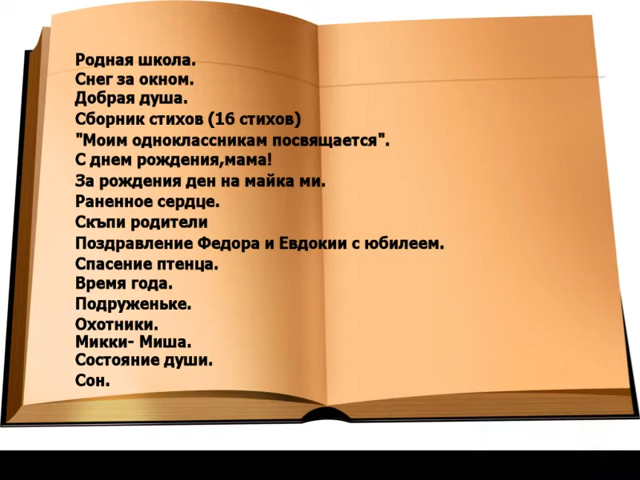 Родная школа.
Снег за окном.
Добрая душа.
Сборник стихов (16 стихов)
"Моим одноклассникам посвящается".
С днем рождения,мама!
За рождения ден на майка ми.
Раненное сердце.
Скъпи родители
Поздравление Федора и Евдокии с юбилеем.
Спасение птенца.
Время года.
Подруженьке.
Охотники.
Микки- Миша.
Состояние души.
Сон.